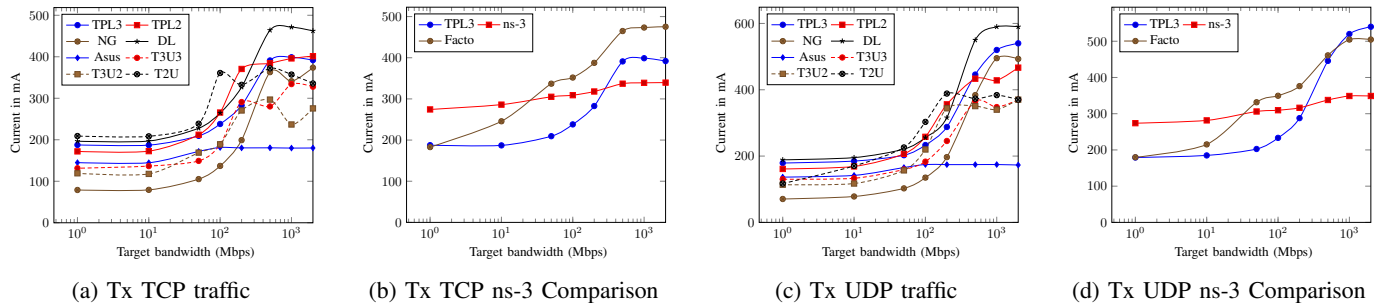 TPL3 TPL2
NG DL
Asus T3U3
T3U2 T2U
Current in mA
500
400
300
200
100
0
10^0 10^1 10^2 10^3
Target bandwidth (Mbps)
(a) Tx TCP traffic
TPL3 ns-3
Facto
Current in mA
500
400
300
200
100
0
10^0 10^1 10^2 10^3
Target bandwidth (Mbps)
(b) Tx TCP ns-3 Comparison
TPL3 TPL2
NG DL
Asus T3U3
T3U2 T2U
Current in mA
600
400
200
0
10^0 10^1 10^2 10^3
Target bandwidth (Mbps)
(c) Tx UDP traffic
TPL3 ns-3
Facto
Current in mA
500
400
300
200
100
0
10^0 10^1 10^2 10^3
Target bandwidth (Mbps)
(d) Tx UDP ns-3 Comparison